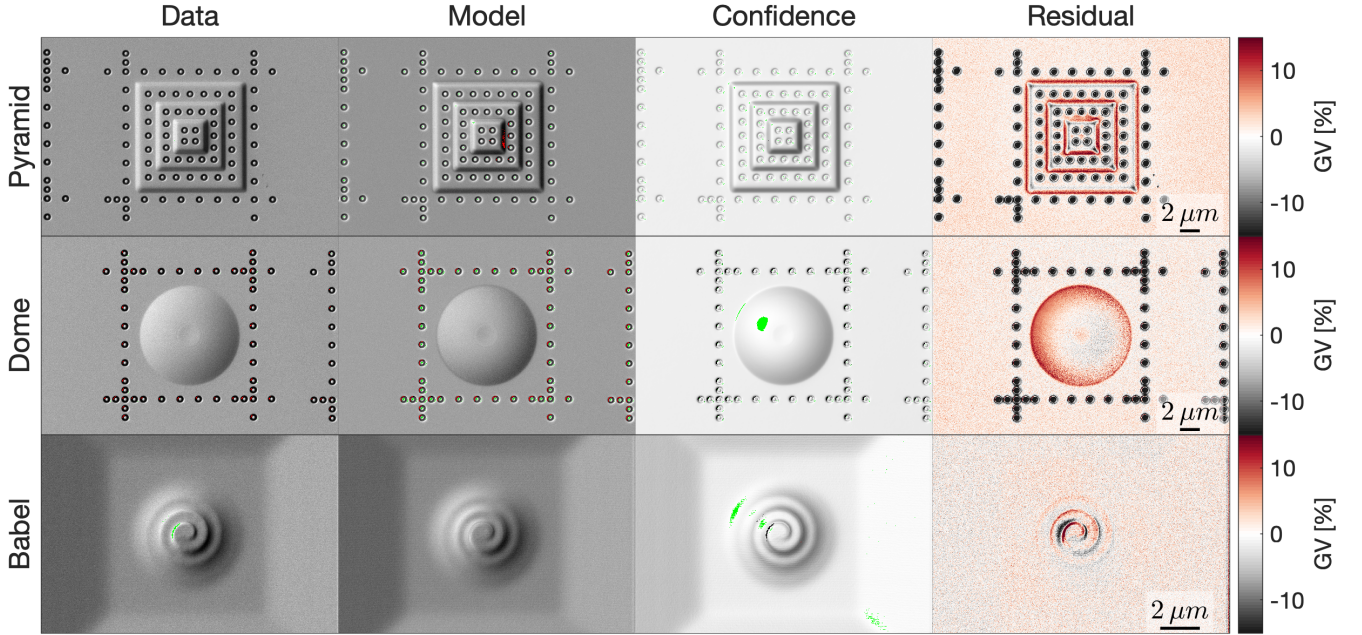 Data Model Confidence Residual
Pyramid
10
0
-10
GV [%]
2 μm
Dome
10
0
-10
GV [%]
2 μm
Babel
10
0
-10
GV [%]
2 μm